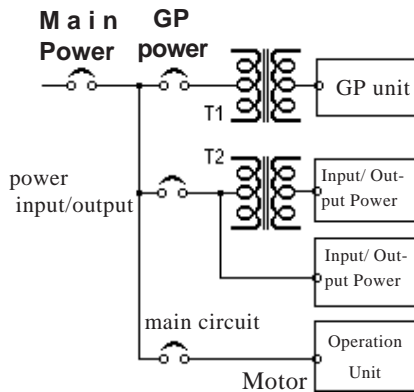 Main
Power
GP
power
T1
GP unit
T2
power
input/output
Input/ Out-
put Power
Input/ Out-
put Power
main circuit
Operation
Unit
Motor